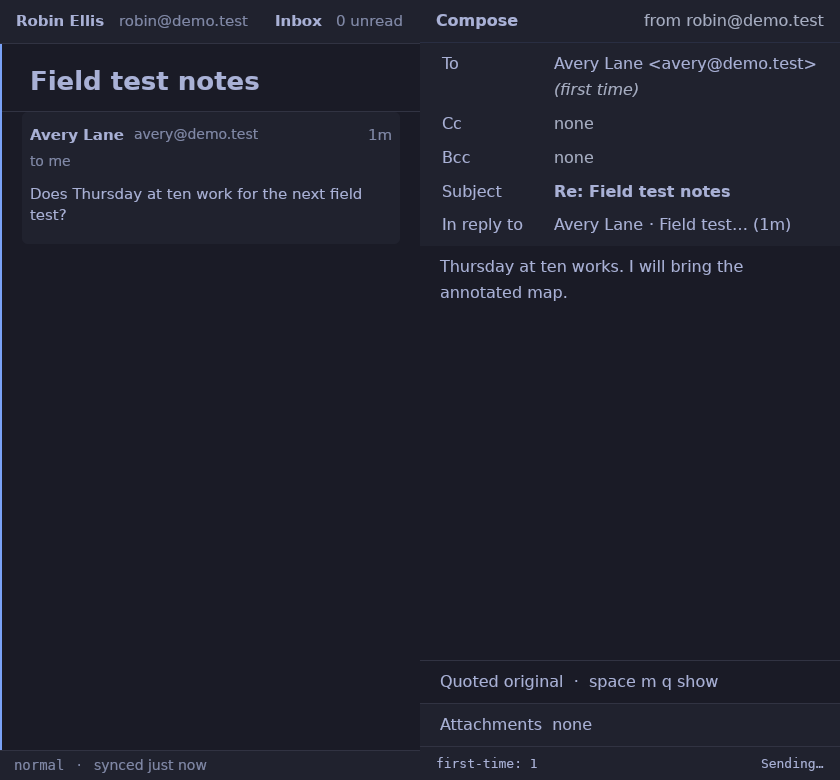 Robin Ellis robin@demo.test Inbox 0 unread
Field test notes
Avery Lane avery@demo.test 1m
to me
Does Thursday at ten work for the next field
test?
normal · synced just now
Compose from robin@demo.test
To Avery Lane <avery@demo.test>
(first time)
Cc none
Bcc none
Subject Re: Field test notes
In reply to Avery Lane · Field test… (1m)
Thursday at ten works. I will bring the
annotated map.
Quoted original · space m q show
Attachments none
first-time: 1 Sending…